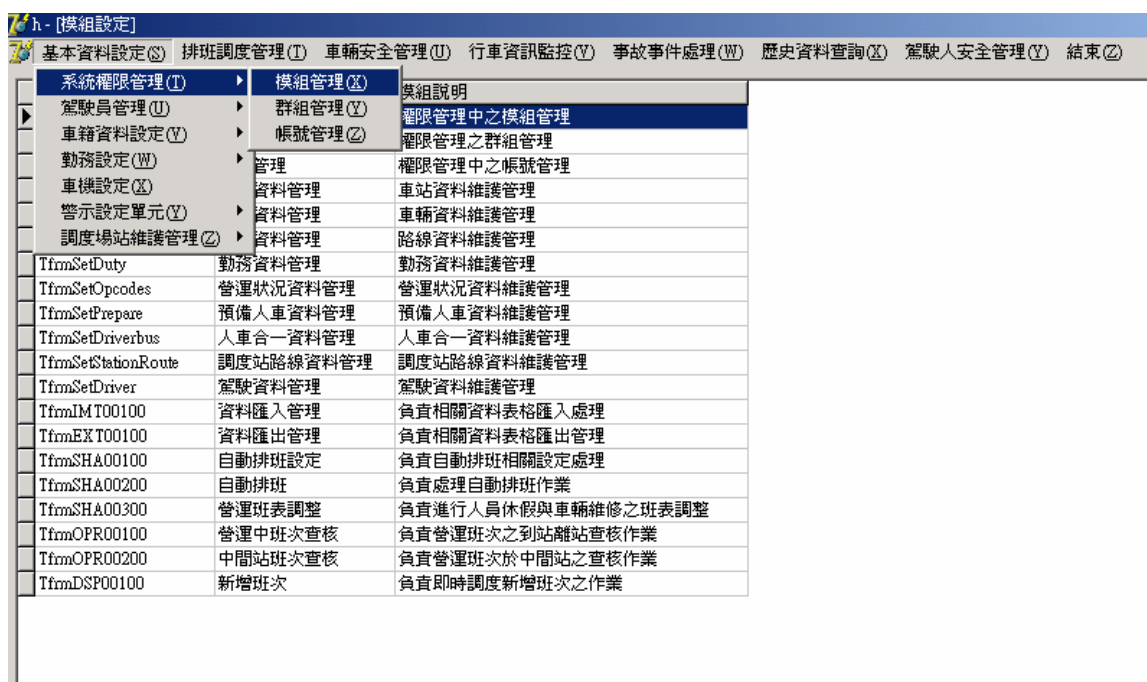 h - [模組設定]
基本資料設定(S) 排班調度管理(T) 車輛安全管理(U) 行車資訊監控(V) 事故事件處理(W) 歷史資料查詢(X) 駕駛人安全管理(Y) 結束(Z)
系統權限管理(T) 模組管理(X) 模組說明
駕駛員管理(U) 群組管理(Y) 權限管理中之模組管理
車籍資料設定(V) 帳號管理(Z) 權限管理之群組管理
勤務設定(W) 管理 權限管理中之帳號管理
車機設定(X) 資料管理 車站資料維護管理
警示設定單元(Y) 資料管理 車輛資料維護管理
調度場站維護管理(Z) 資料管理 路線資料維護管理
TfrmSetDuty 勤務資料管理 勤務資料維護管理
TfrmSetOpcodes 營運狀況資料管理 營運狀況資料維護管理
TfrmSetPrepare 預備人車資料管理 預備人車資料維護管理
TfrmSetDriverbus 人車合一資料管理 人車合一資料維護管理
TfrmSetStationRoute 調度站路線資料管理 調度站路線資料維護管理
TfrmSetDriver 駕駛資料管理 駕駛資料維護管理
TfrmIMT00100 資料匯入管理 負責相關資料表格匯入處理
TfrmEXT00100 資料匯出管理 負責相關資料表格匯出管理
TfrmSHA00100 自動排班設定 負責自動排班相關設定處理
TfrmSHA00200 自動排班 負責處理自動排班作業
TfrmSHA00300 營運班表調整 負責進行人員休假與車輛維修之班表調整
TfrmOPR00100 營運中班次查核 負責營運班次之到站離站查核作業
TfrmOPR00200 中間站班次查核 負責營運班次於中間站之查核作業
TfrmDSP00100 新增班次 負責即時調度新增班次之作業